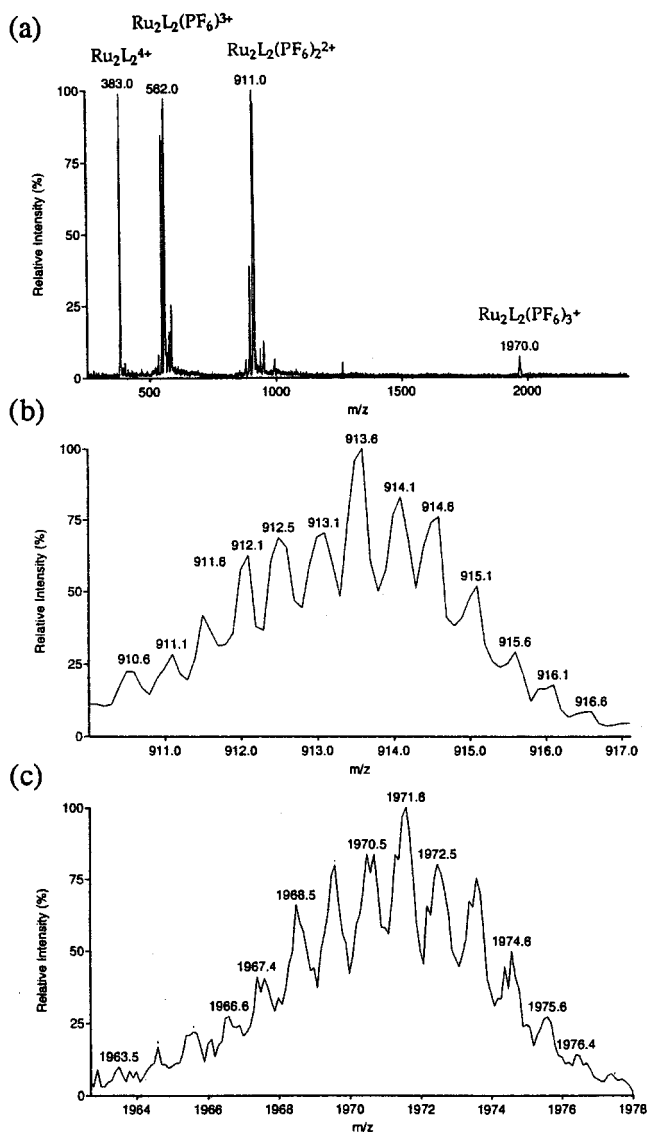 (a)
Ru₂L₂(PF₆)³⁺
Ru₂L₂⁴⁺
Ru₂L₂(PF₆)₂²⁺
383.0 562.0 911.0
Ru₂L₂(PF₆)₃⁺
1970.0
Relative Intensity (%)
100
75
50
25
0
500 1000 1500 2000
m/z
(b)
913.6
914.1
914.6
912.5
913.1
912.1
911.6
915.1
911.1
910.6
915.6
916.1
916.6
Relative Intensity (%)
100
75
50
25
0
911.0 912.0 913.0 914.0 915.0 916.0 917.0
m/z
(c)
1971.6
1970.5
1972.5
1968.5
1974.6
1967.4
1966.6
1975.6
1976.4
1963.5
Relative Intensity (%)
100
75
50
25
0
1964 1966 1968 1970 1972 1974 1976 1978
m/z